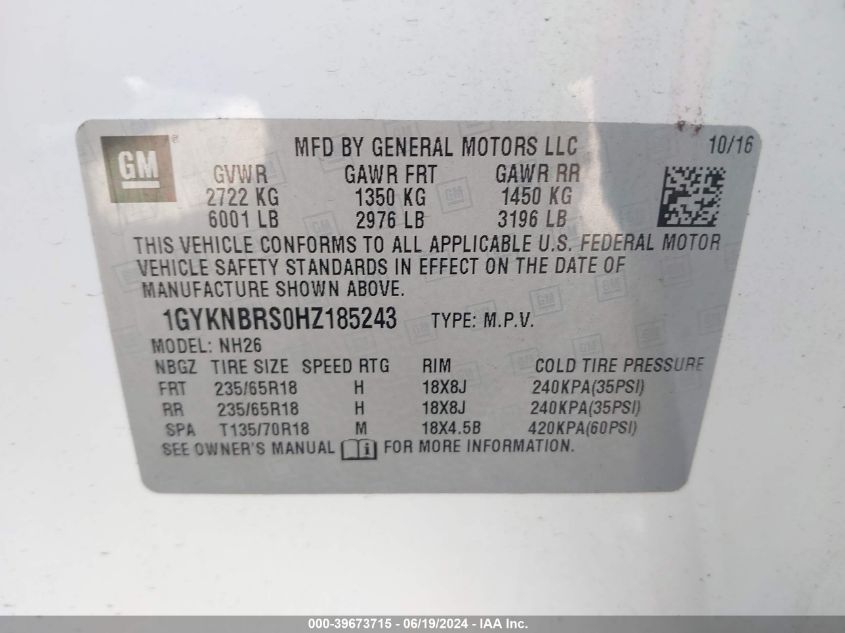 GM ®
MFD BY GENERAL MOTORS LLC 10/16
GVWR GAWR FRT GAWR RR
2722 KG 1350 KG 1450 KG
6001 LB 2976 LB 3196 LB
THIS VEHICLE CONFORMS TO ALL APPLICABLE U.S. FEDERAL MOTOR
VEHICLE SAFETY STANDARDS IN EFFECT ON THE DATE OF
MANUFACTURE SHOWN ABOVE.
1GYKNBRS0HZ185243 TYPE: M.P.V.
MODEL: NH26
NBGZ TIRE SIZE SPEED RTG RIM COLD TIRE PRESSURE
FRT 235/65R18 H 18X8J 240KPA(35PSI)
RR 235/65R18 H 18X8J 240KPA(35PSI)
SPA T135/70R18 M 18X4.5B 420KPA(60PSI)
SEE OWNER'S MANUAL FOR MORE INFORMATION.
000-39673715 - 06/19/2024 - IAA Inc.